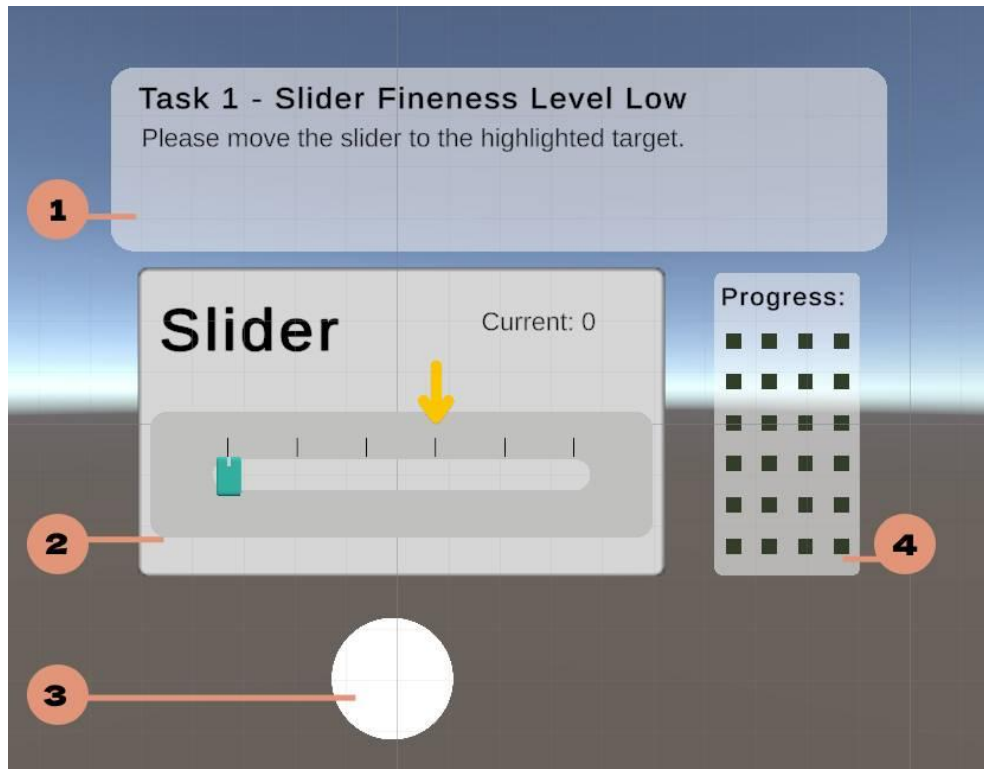 Task 1 - Slider Fineness Level Low
Please move the slider to the highlighted target.
1
Slider
Current: 0
Progress:
2
4
3